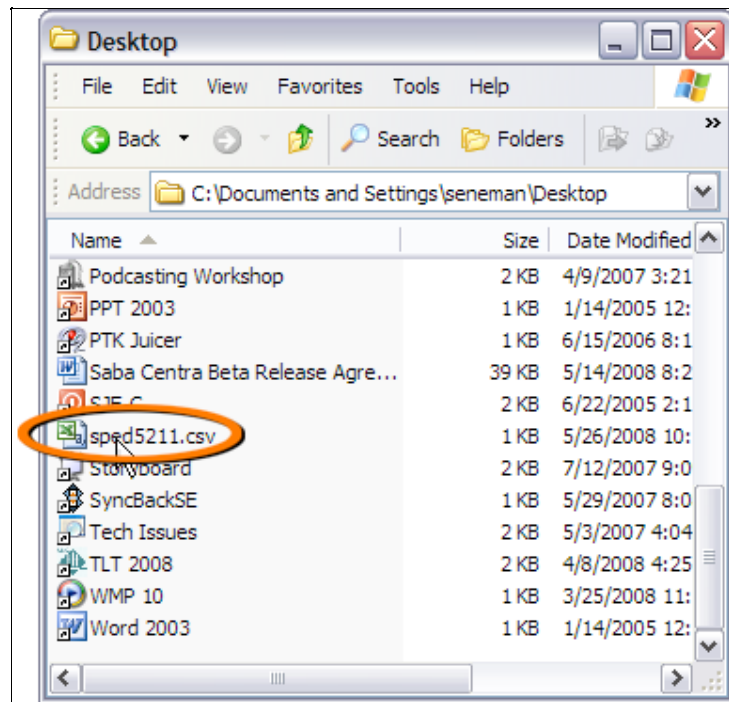 Desktop
File Edit View Favorites Tools Help
Back Search Folders »
Address C:\Documents and Settings\seneman\Desktop
Name Size Date Modified
Podcasting Workshop 2 KB 4/9/2007 3:21
PPT 2003 1 KB 1/14/2005 12:
PTK Juicer 1 KB 6/15/2006 8:1
Saba Centra Beta Release Agre... 39 KB 5/14/2008 8:2
SJE C 2 KB 6/22/2005 2:1
sped5211.csv 1 KB 5/26/2008 10:
Storyboard 2 KB 7/12/2007 9:0
SyncBackSE 1 KB 5/29/2007 8:0
Tech Issues 2 KB 5/3/2007 4:04
TLT 2008 2 KB 4/8/2008 4:25
WMP 10 1 KB 3/25/2008 11:
Word 2003 1 KB 1/14/2005 12: